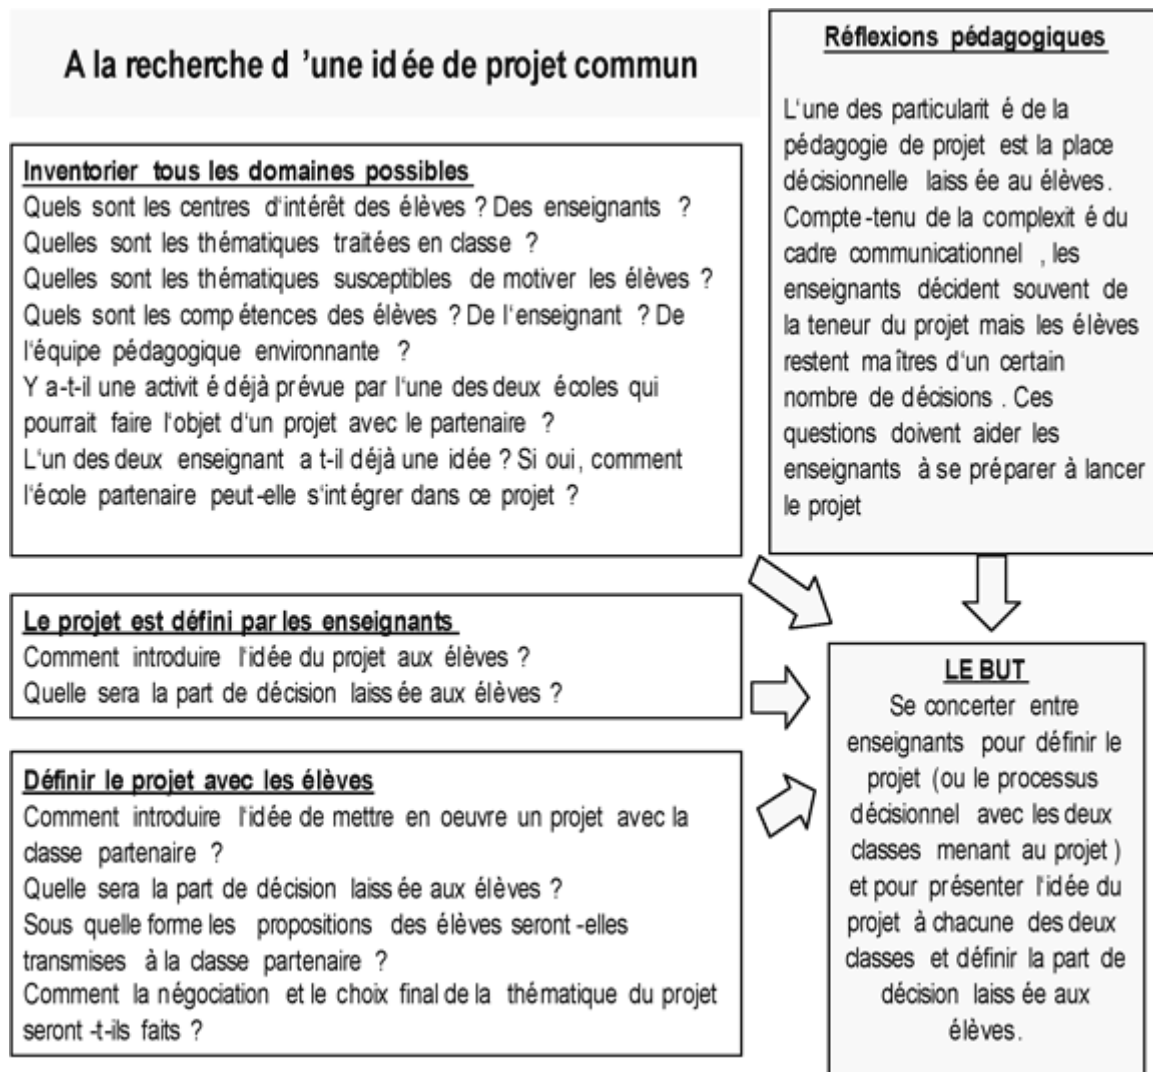 A la recherche d 'une idée de projet commun
Inventorier tous les domaines possibles
Quels sont les centres d'intérêt des élèves ? Des enseignants ?
Quelles sont les thématiques traitées en classe ?
Quelles sont les thématiques susceptibles de motiver les élèves ?
Quels sont les compétences des élèves ? De l'enseignant ? De
l'équipe pédagogique environnante ?
Y a-t-il une activité déjà prévue par l'une des deux écoles qui
pourrait faire l'objet d'un projet avec le partenaire ?
L'un des deux enseignant a t-il déjà une idée ? Si oui, comment
l'école partenaire peut-elle s'intégrer dans ce projet ?
Le projet est défini par les enseignants
Comment introduire l'idée du projet aux élèves ?
Quelle sera la part de décision laissée aux élèves ?
Définir le projet avec les élèves
Comment introduire l'idée de mettre en oeuvre un projet avec la
classe partenaire ?
Quelle sera la part de décision laissée aux élèves ?
Sous quelle forme les propositions des élèves seront-elles
transmises à la classe partenaire ?
Comment la négociation et le choix final de la thématique du projet
seront-t-ils faits ?
Réflexions pédagogiques
L'une des particularité de la
pédagogie de projet est la place
décisionnelle laissée au élèves.
Compte-tenu de la complexité du
cadre communicationnel , les
enseignants décident souvent de
la teneur du projet mais les élèves
restent maîtres d'un certain
nombre de décisions . Ces
questions doivent aider les
enseignants à se préparer à lancer
le projet
LE BUT
Se concerter entre
enseignants pour définir le
projet (ou le processus
décisionnel avec les deux
classes menant au projet )
et pour présenter l'idée du
projet à chacune des deux
classes et définir la part de
décision laissée aux
élèves.